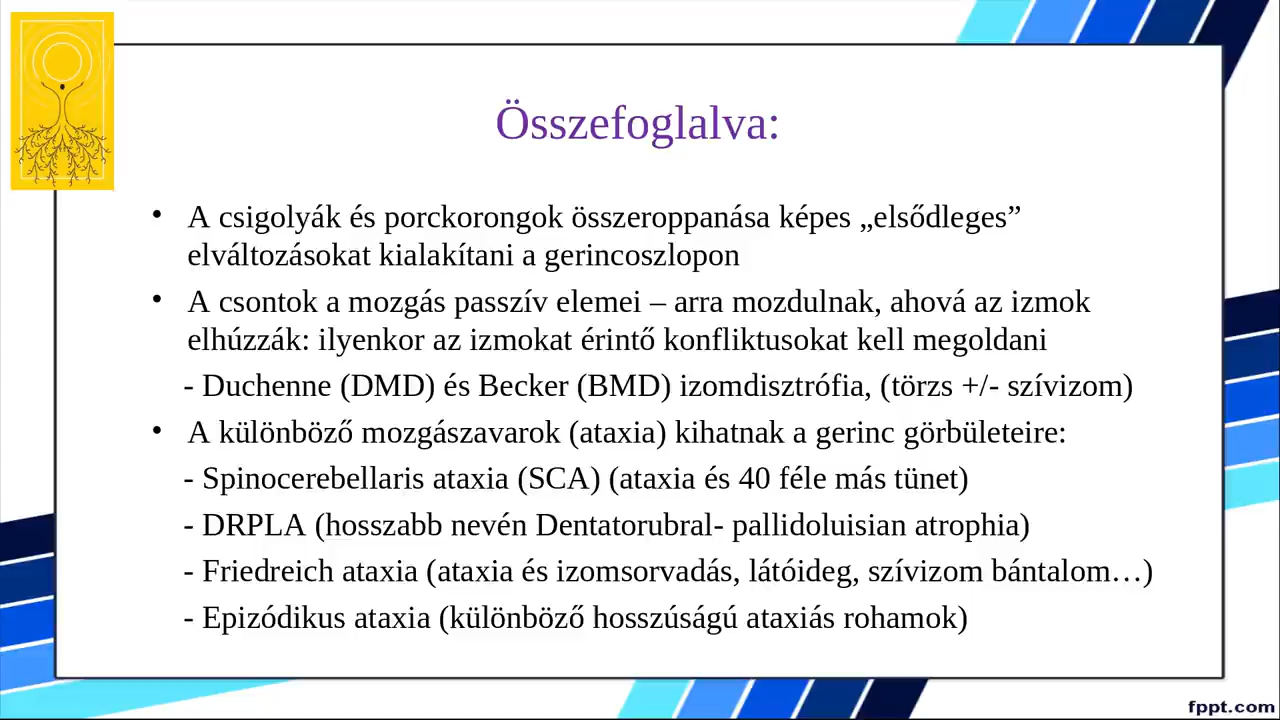 Összefoglalva:
• A csigolyák és porckorongok összeroppanása képes „elsődleges”
elváltozásokat kialakítani a gerincoszlopon
• A csontok a mozgás passzív elemei – arra mozdulnak, ahová az izmok
elhúzzák: ilyenkor az izmokat érintő konfliktusokat kell megoldani
- Duchenne (DMD) és Becker (BMD) izomdisztrófia, (törzs +/- szívizom)
• A különböző mozgászavarok (ataxia) kihatnak a gerinc görbületeire:
- Spinocerebellaris ataxia (SCA) (ataxia és 40 féle más tünet)
- DRPLA (hosszabb nevén Dentatorubral- pallidoluisian atrophia)
- Friedreich ataxia (ataxia és izomsorvadás, látóideg, szívizom bántalom…)
- Epizódikus ataxia (különböző hosszúságú ataxiás rohamok)
fppt.com